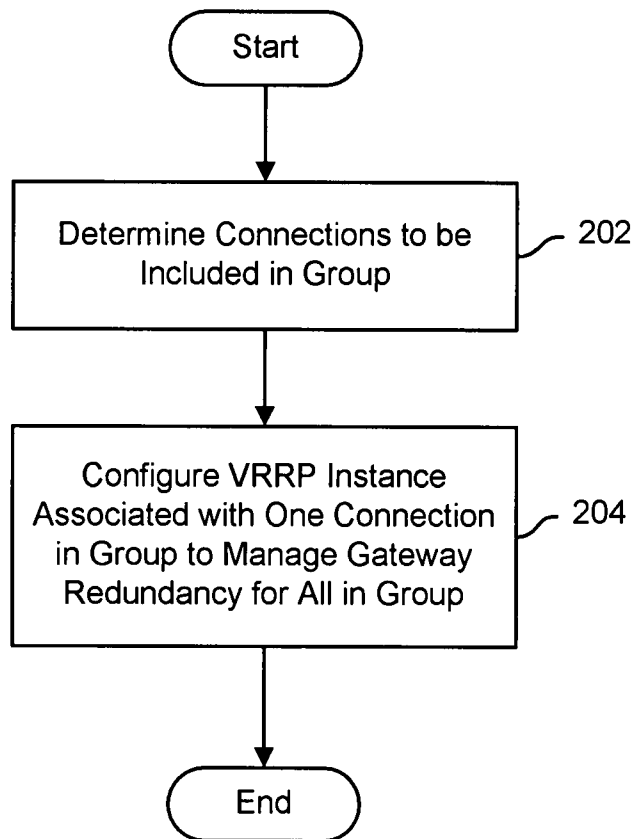 Start
Determine Connections to be
Included in Group
202
Configure VRRP Instance
Associated with One Connection
in Group to Manage Gateway
Redundancy for All in Group
204
End